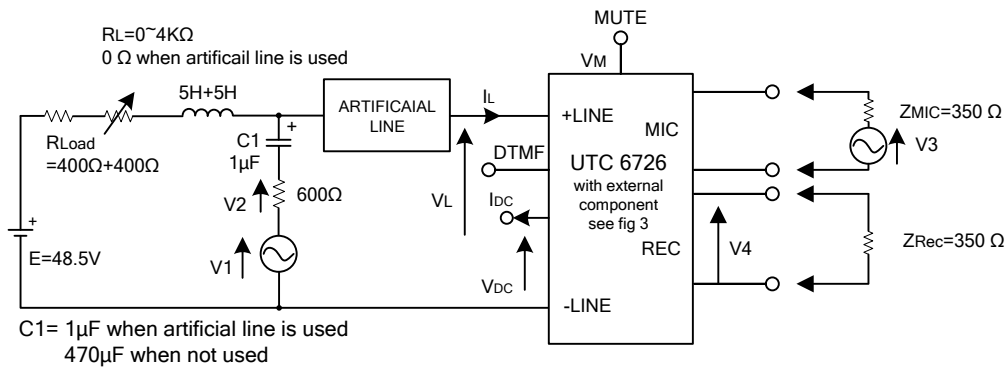 MUTE
RL=0~4KΩ
0 Ω when artificail line is used
VM
5H+5H
ARTIFICAIAL
LINE
IL
+LINE
MIC
ZMIC=350 Ω
V3
+
C1
1µF
RLoad
=400Ω+400Ω
DTMF
UTC 6726
with external
component
see fig 3
V2
600Ω
VL
IDC
REC
V4
ZRec=350 Ω
+
E=48.5V
V1
VDC
-LINE
C1= 1µF when artificial line is used
470µF when not used